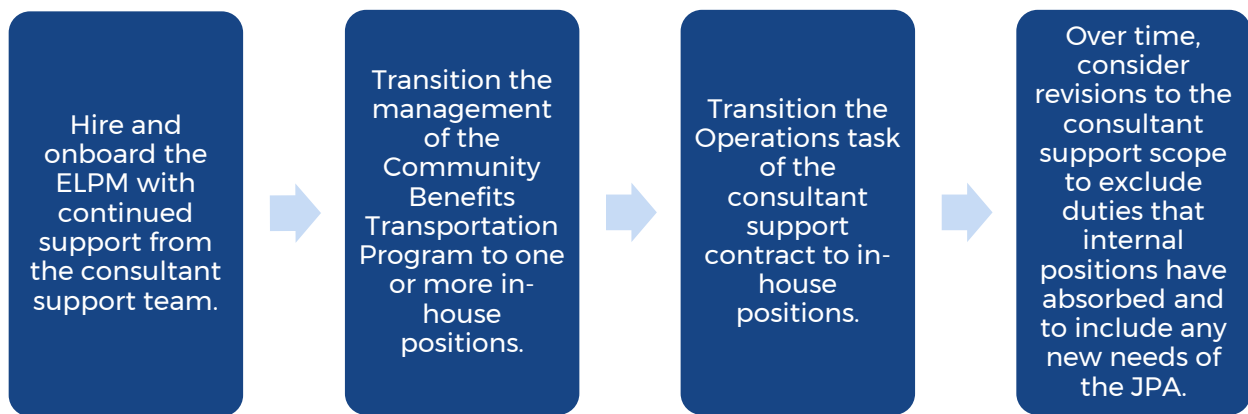 Hire and
onboard the
ELPM with
continued
support from
the consultant
support team.
Transition the
management
of the
Community
Benefits
Transportation
Program to one
or more in-
house
positions.
Transition the
Operations task
of the
consultant
support
contract to in-
house
positions.
Over time,
consider
revisions to the
consultant
support scope
to exclude
duties that
internal
positions have
absorbed and
to include any
new needs of
the JPA.